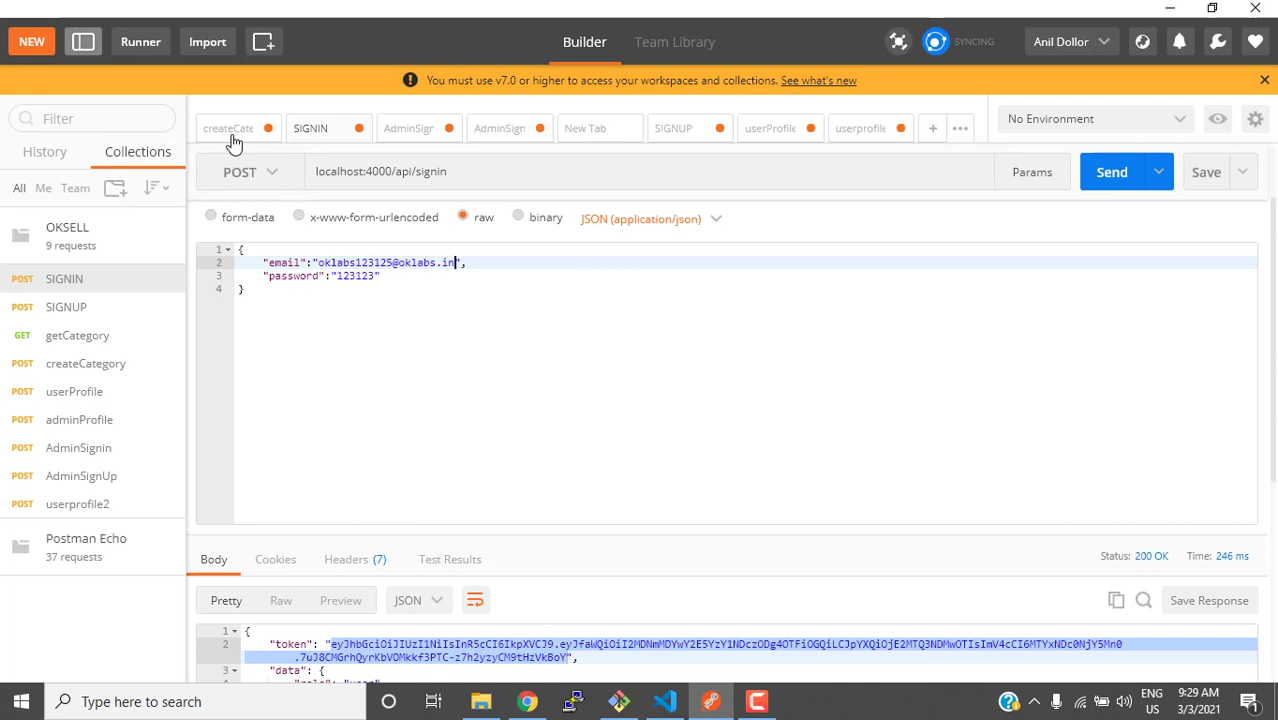 NEW
Runner
Import
Builder
Team Library
SYNCING
Anil Dollor
You must use v7.0 or higher to access your workspaces and collections. See what's new
Filter
History
Collections
All
Me
Team
OKSELL
9 requests
POST SIGNIN
POST SIGNUP
GET getCategory
POST createCategory
POST userProfile
POST adminProfile
POST AdminSignin
POST AdminSignUp
POST userprofile2
Postman Echo
37 requests
createCate
SIGNIN
AdminSigr
AdminSign
New Tab
SIGNUP
userProfile
userprofile
+
No Environment
POST
localhost:4000/api/signin
Params
Send
Save
form-data
x-www-form-urlencoded
raw
binary
JSON (application/json)
1 {
2 "email":"oklabs123125@oklabs.in",
3 "password":"123123"
4 }
Body
Cookies
Headers (7)
Test Results
Status: 200 OK
Time: 246 ms
Pretty
Raw
Preview
JSON
Save Response
1 {
2 "token":
3 "data": {
Type here to search
ENG
US
9:29 AM
3/3/2021
1